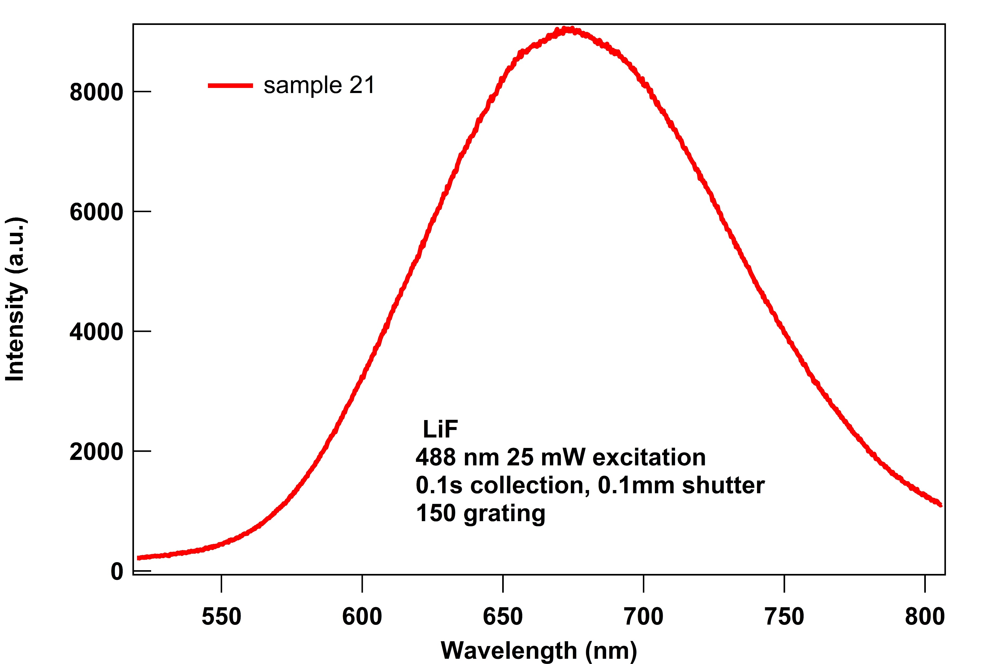 sample 21
8000
6000
4000
2000
0
Intensity (a.u.)
LiF
488 nm 25 mW excitation
0.1s collection, 0.1mm shutter
150 grating
550 600 650 700 750 800
Wavelength (nm)